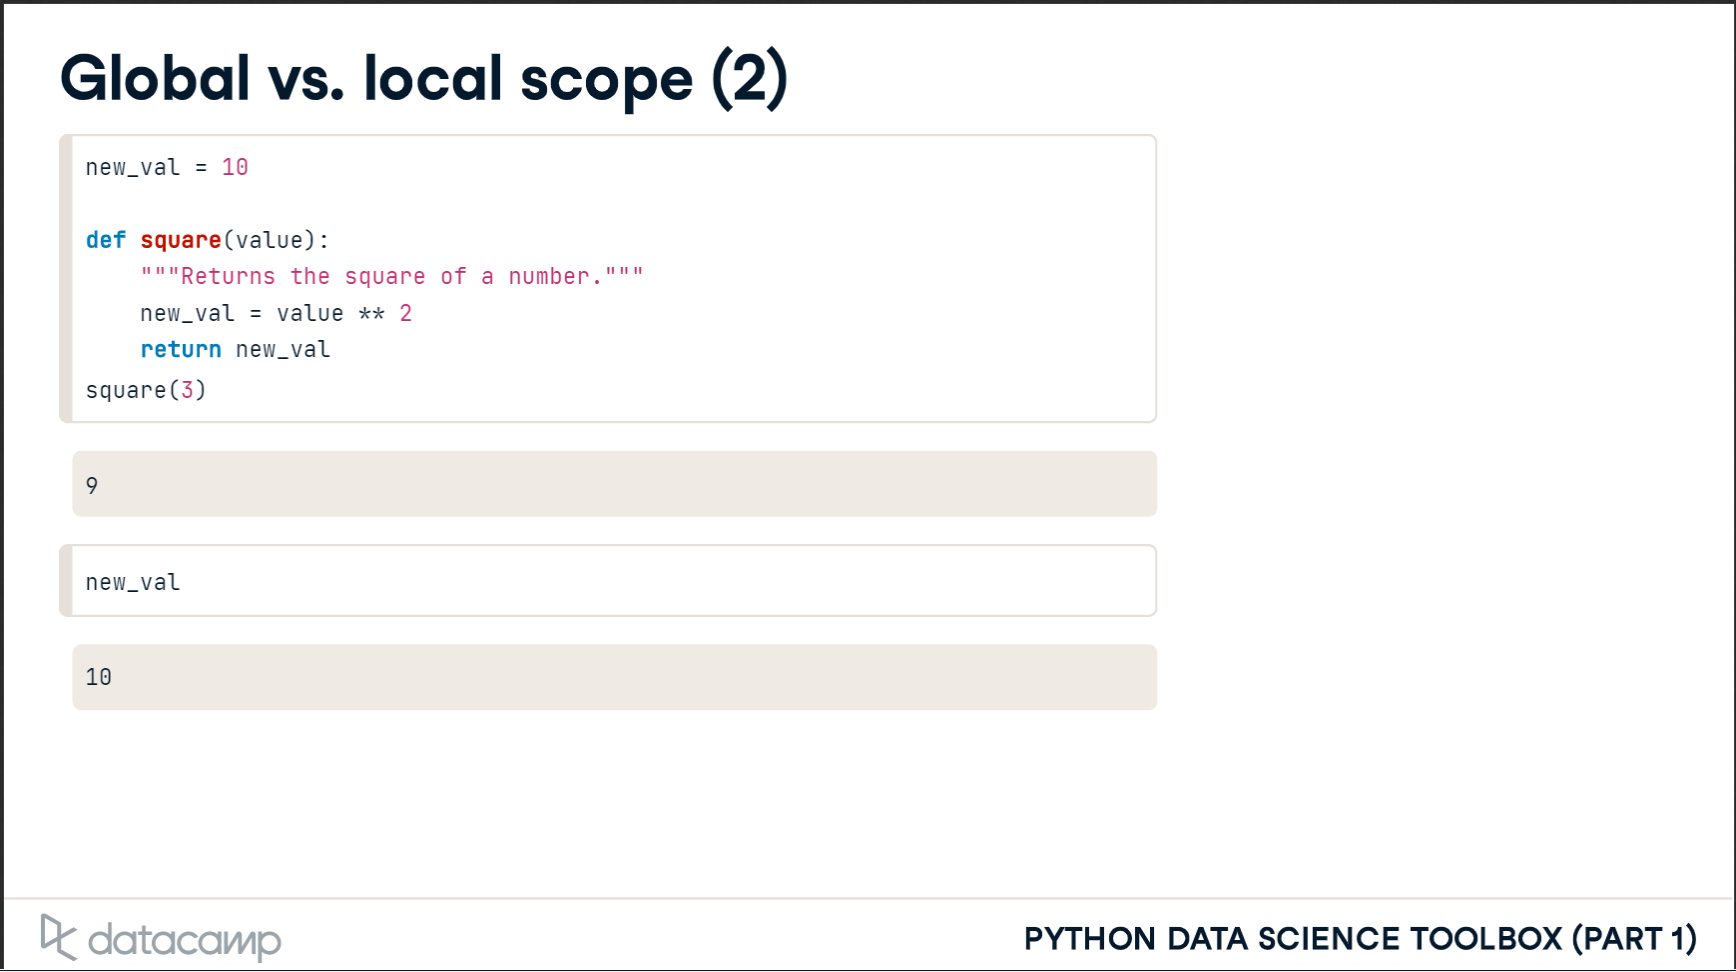 Global vs. local scope (2)
new_val = 10
def square(value):
    """Returns the square of a number."""
    new_val = value ** 2
    return new_val
square(3)
9
new_val
10
datacamp
PYTHON DATA SCIENCE TOOLBOX (PART 1)